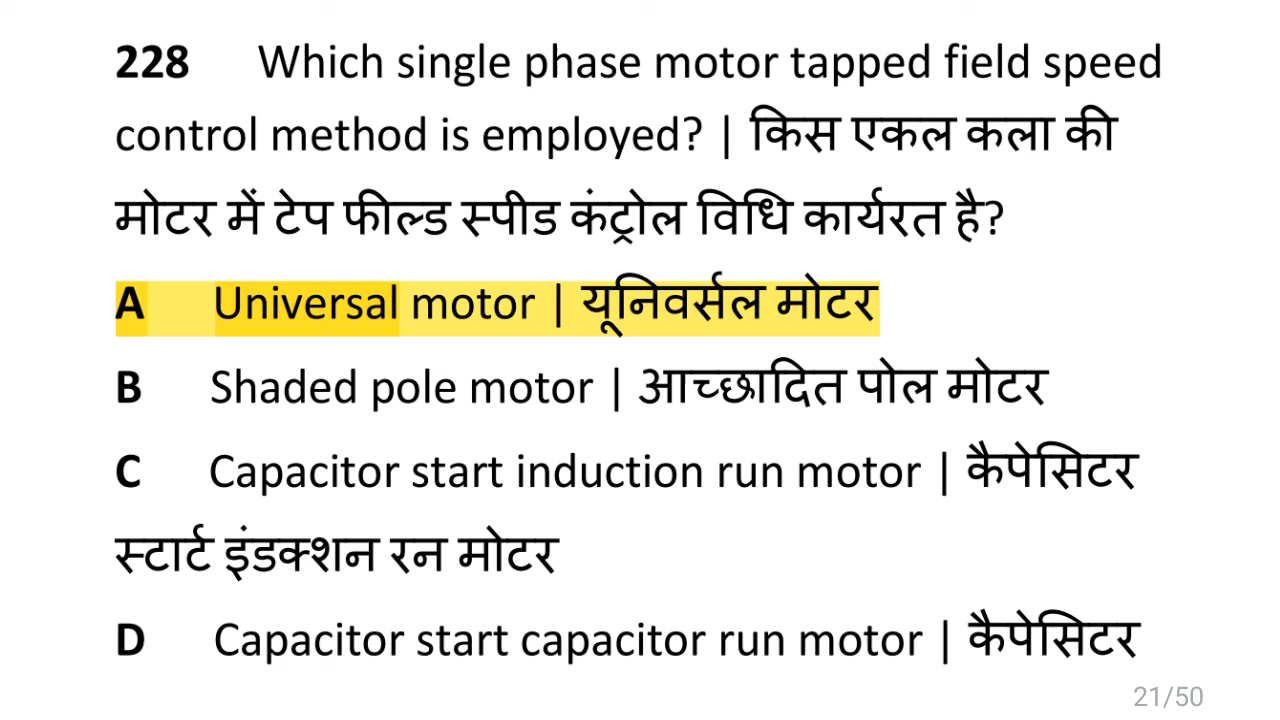 228 Which single phase motor tapped field speed
control method is employed? | किस एकल कला की
मोटर में टेप फील्ड स्पीड कंट्रोल विधि कार्यरत है?
A Universal motor | यूनिवर्सल मोटर
B Shaded pole motor | आच्छादित पोल मोटर
C Capacitor start induction run motor | कैपेसिटर
स्टार्ट इंडक्शन रन मोटर
D Capacitor start capacitor run motor | कैपेसिटर
21/50